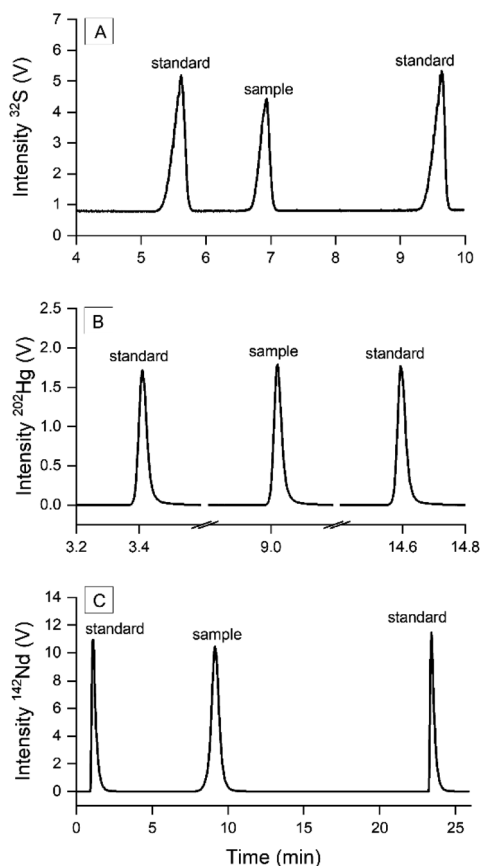 A
standard
standard
sample
Intensity ³²S (V)
7
6
5
4
3
2
1
0
4 5 6 7 8 9 10
B
standard
sample
standard
Intensity ²⁰²Hg (V)
2.5
2.0
1.5
1.0
0.5
0.0
3.2 3.4 9.0 14.6 14.8
C
standard
sample
standard
Intensity ¹⁴²Nd (V)
14
12
10
8
6
4
2
0
0 5 10 15 20 25
Time (min)